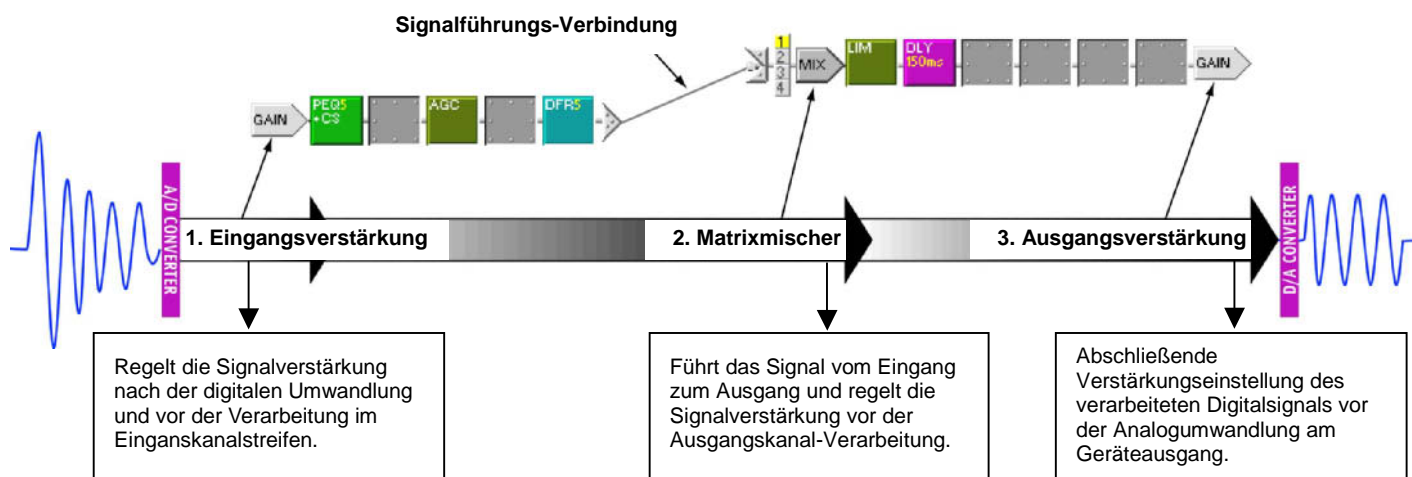 Signalführungs-Verbindung
1
2
3
4
MIX
LIM
DLY
150ms
GAIN
GAIN
PEQ5
+CS
AGC
DFR5
A/D CONVERTER
1. Eingangsverstärkung
2. Matrixmischer
3. Ausgangsverstärkung
D/A CONVERTER
Regelt die Signalverstärkung
nach der digitalen Umwandlung
und vor der Verarbeitung im
Einganskanalstreifen.
Führt das Signal vom Eingang
zum Ausgang und regelt die
Signalverstärkung vor der
Ausgangskanal-Verarbeitung.
Abschließende
Verstärkungseinstellung des
verarbeiteten Digitalsignals vor
der Analogumwandlung am
Geräteausgang.